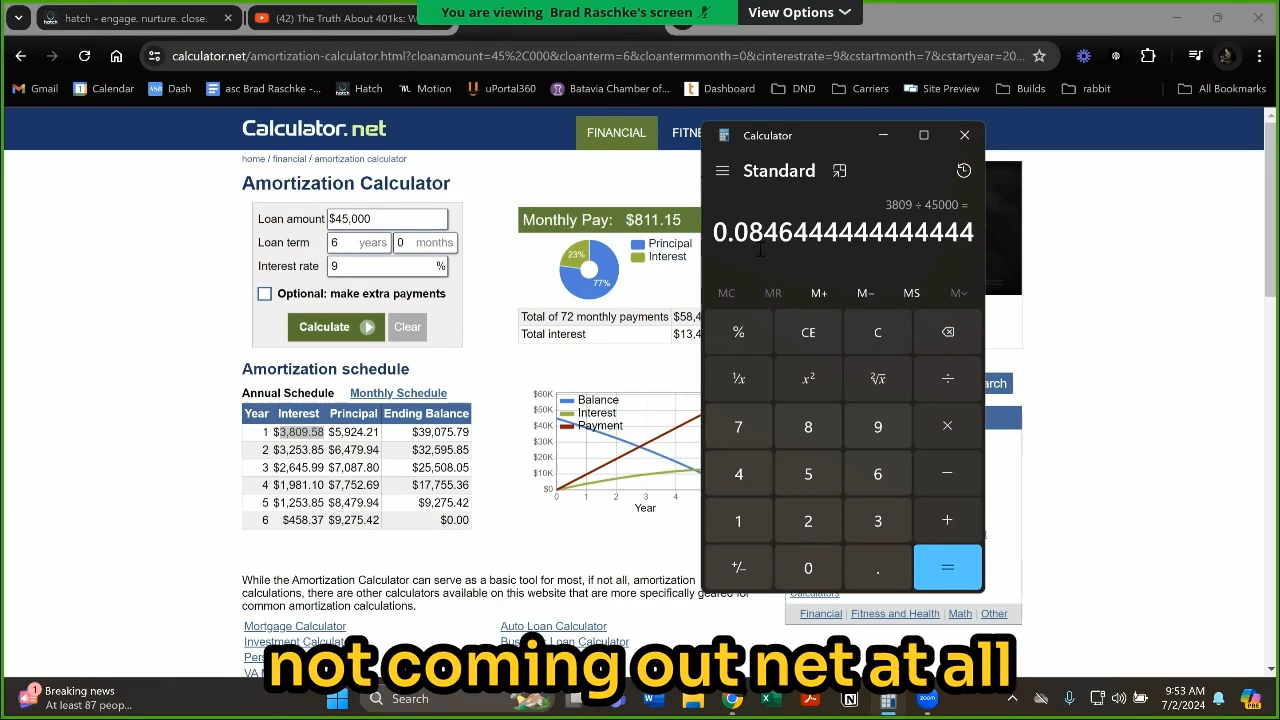 You are viewing Brad Raschke's screen
View Options
hatch - engage. nurture. close.
(42) The Truth About 401ks: W
calculator.net/amortization-calculator.html?cloanamount=45%2C000&cloanterm=6&cloantermmonth=0&cinterestrate=9&cstartmonth=7&cstartyear=20...
Gmail
Calendar
Dash
asc Brad Raschke -...
Hatch
Motion
uPortal360
Batavia Chamber of...
Dashboard
DND
Carriers
Site Preview
Builds
rabbit
All Bookmarks
Calculator.net
FINANCIAL
FITNE
home / financial / amortization calculator
Amortization Calculator
Loan amount $45,000
Loan term 6 years 0 months
Interest rate 9 %
Optional: make extra payments
Calculate
Clear
Monthly Pay: $811.15
23%
77%
Principal
Interest
Total of 72 monthly payments $58,4
Total interest $13,4
Amortization schedule
Annual Schedule Monthly Schedule
Year Interest Principal Ending Balance
1 $3,809.58 $5,924.21 $39,075.79
2 $3,253.85 $6,479.94 $32,595.85
3 $2,645.99 $7,087.80 $25,508.05
4 $1,981.10 $7,752.69 $17,755.36
5 $1,253.85 $8,479.94 $9,275.42
6 $458.37 $9,275.42 $0.00
$60K
$50K
$40K
$30K
$20K
$10K
$0
Balance
Interest
Payment
0 1 2 3 4
Year
Calculator
Standard
3809 ÷ 45000 =
0.0846444444444444
MC MR M+ M− MS M
% CE C
¹/x x² ²√x ÷
7 8 9 ×
4 5 6 −
1 2 3 +
+/− 0 . =
arch
While the Amortization Calculator can serve as a basic tool for most, if not all, amortization
calculations, there are other calculators available on this website that are more specifically geared for
common amortization calculations.
Mortgage Calculator
Auto Loan Calculator
Investment Calculat
Loan Calculator
Calculators
Financial | Fitness and Health | Math | Other
not coming out net at all
1
Breaking news
At least 87 peop...
Search
zoom
9:53 AM
7/2/2024
PRE